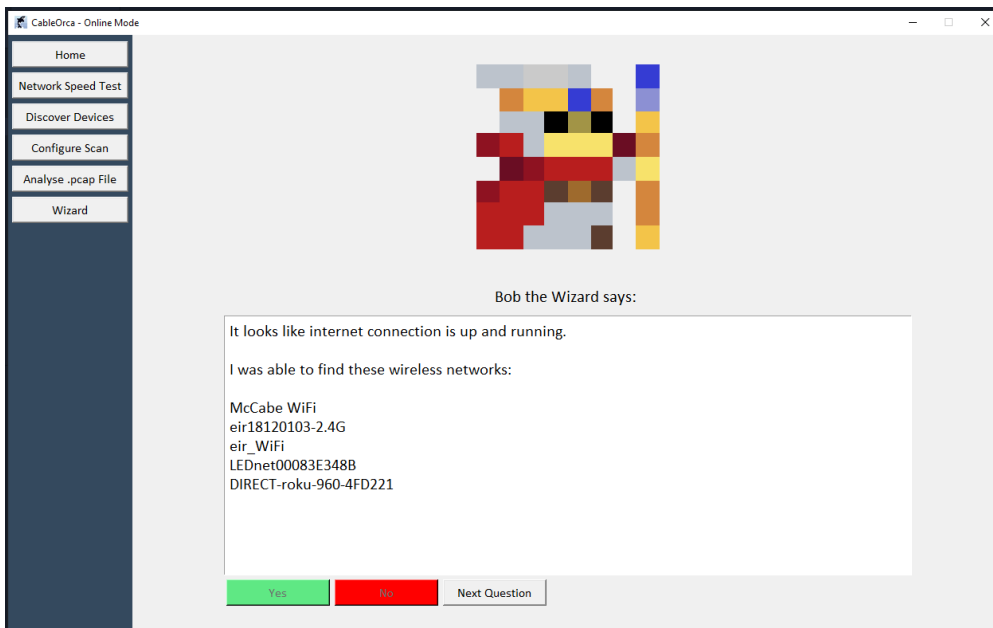 CableOrca - Online Mode
Home
Network Speed Test
Discover Devices
Configure Scan
Analyse .pcap File
Wizard
Bob the Wizard says:
It looks like internet connection is up and running.
I was able to find these wireless networks:
McCabe WiFi
eir18120103-2.4G
eir_WiFi
LEDnet00083E348B
DIRECT-roku-960-4FD221
Yes No Next Question